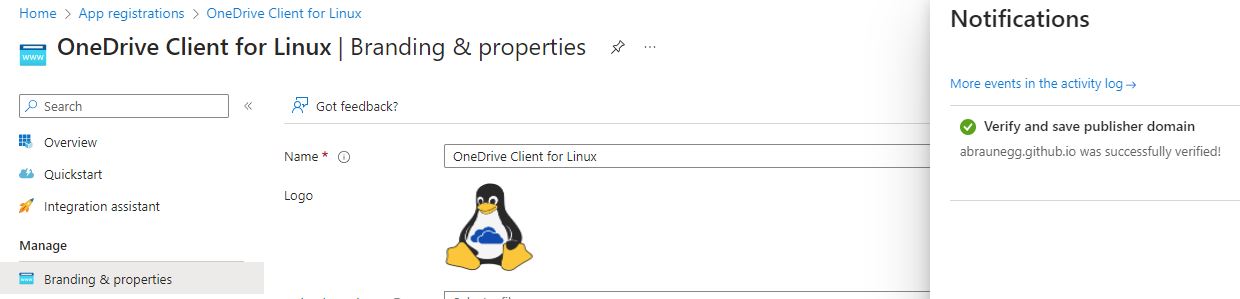 Home > App registrations > OneDrive Client for Linux
OneDrive Client for Linux | Branding & properties
Search
Overview
Quickstart
Integration assistant
Manage
Branding & properties
Got feedback?
Name *
OneDrive Client for Linux
Logo
Notifications
More events in the activity log →
Verify and save publisher domain
abraunegg.github.io was successfully verified!